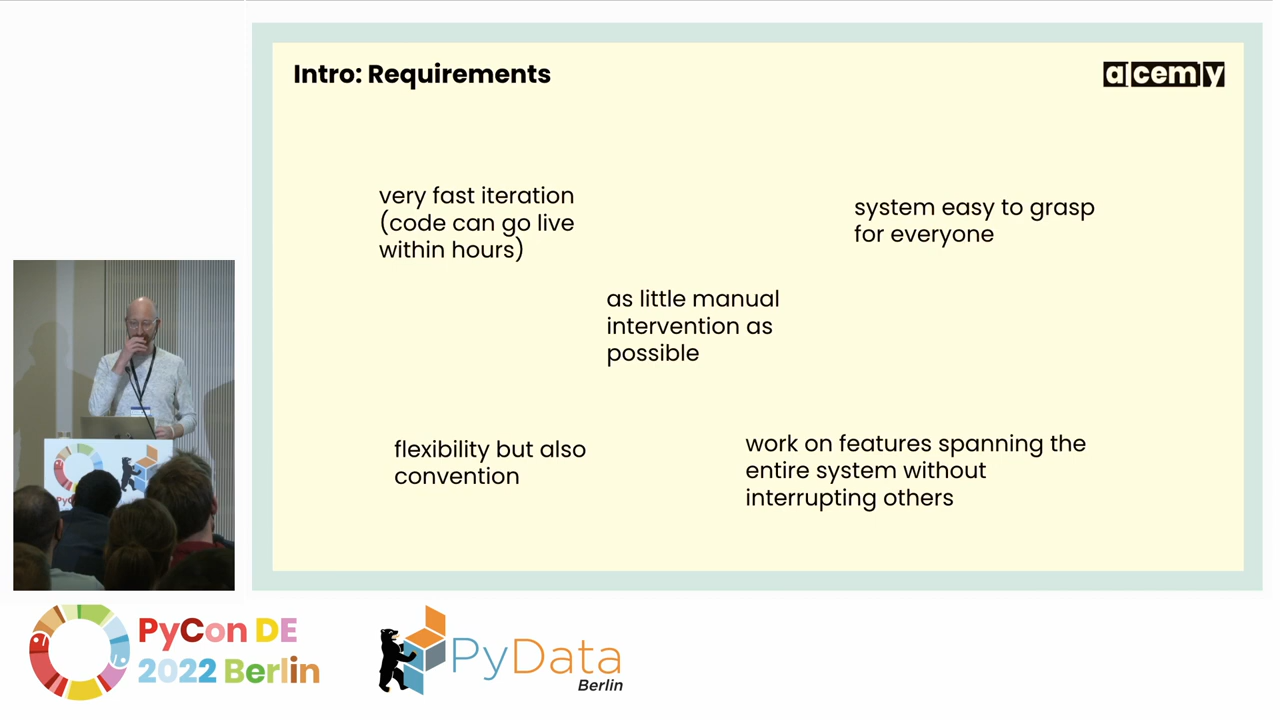 Intro: Requirements
alcemy
very fast iteration
(code can go live
within hours)
system easy to grasp
for everyone
as little manual
intervention as
possible
flexibility but also
convention
work on features spanning the
entire system without
interrupting others
PyCon DE
2022 Berlin
PyData
Berlin